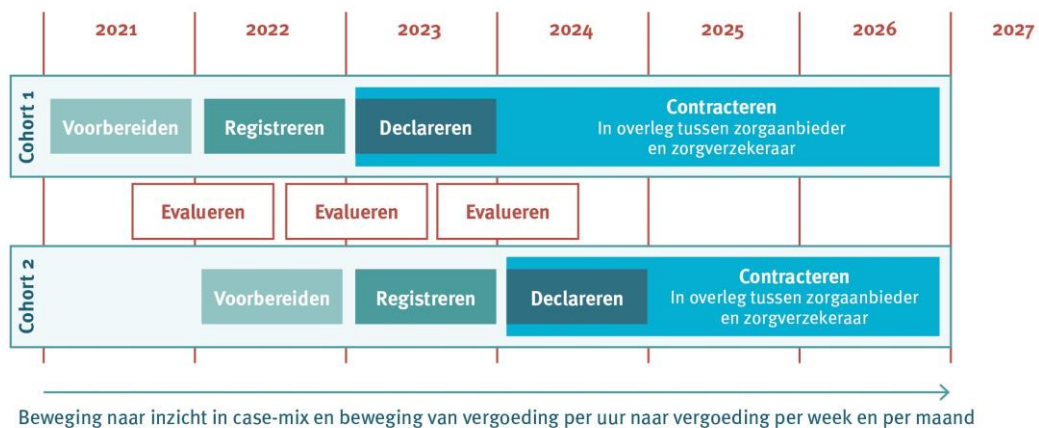 2021 2022 2023 2024 2025 2026 2027
Cohort 1
Voorbereiden Registreren Declareren Contracteren
In overleg tussen zorgaanbieder
en zorgverzekeraar
Evalueren Evalueren Evalueren
Cohort 2
Voorbereiden Registreren Declareren Contracteren
In overleg tussen zorgaanbieder
en zorgverzekeraar
Beweging naar inzicht in case-mix en beweging van vergoeding per uur naar vergoeding per week en per maand